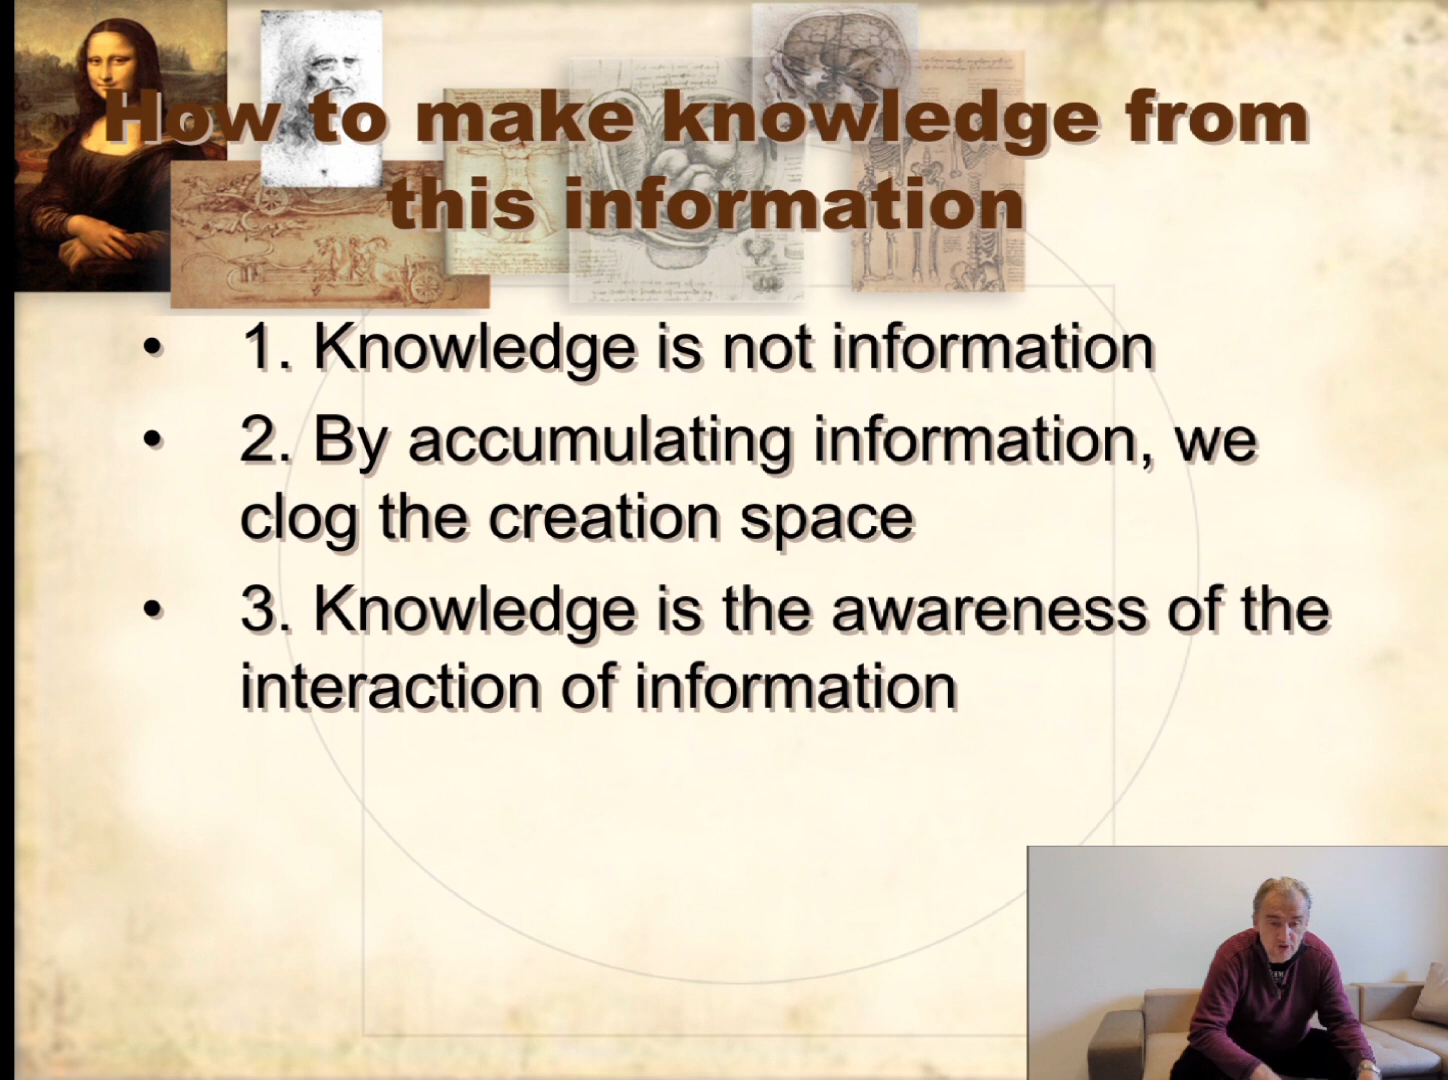 How to make knowledge from
this information
• 1. Knowledge is not information
• 2. By accumulating information, we
clog the creation space
• 3. Knowledge is the awareness of the
interaction of information